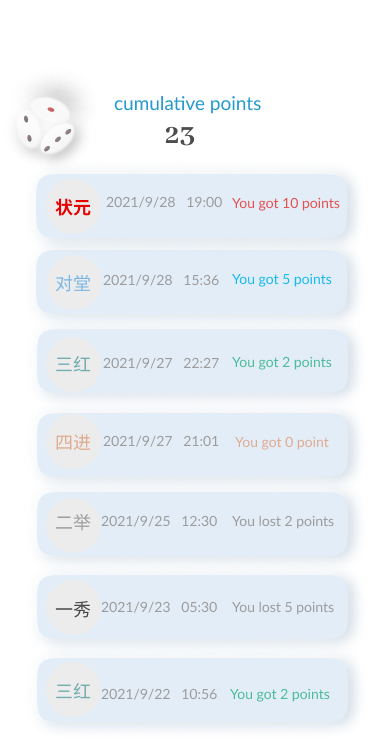 cumulative points
23
状元 2021/9/28 19:00 You got 10 points
对堂 2021/9/28 15:36 You got 5 points
三红 2021/9/27 22:27 You got 2 points
四进 2021/9/27 21:01 You got 0 point
二举 2021/9/25 12:30 You lost 2 points
一秀 2021/9/23 05:30 You lost 5 points
三红 2021/9/22 10:56 You got 2 points